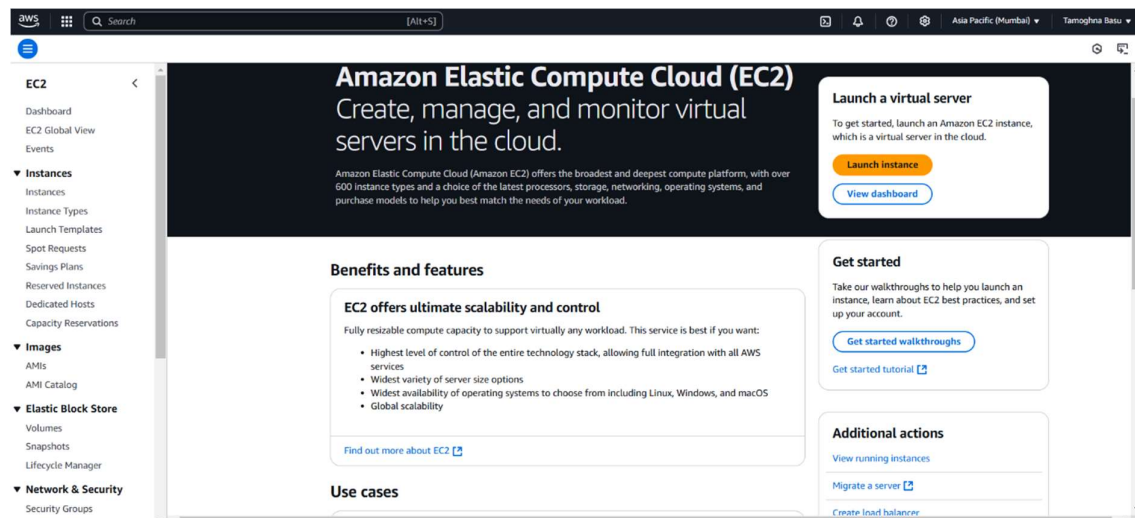 aws
Search
[Alt+S]
Asia Pacific (Mumbai)
Tamoghna Basu
EC2
Dashboard
EC2 Global View
Events
Instances
Instances
Instance Types
Launch Templates
Spot Requests
Savings Plans
Reserved Instances
Dedicated Hosts
Capacity Reservations
Images
AMIs
AMI Catalog
Elastic Block Store
Volumes
Snapshots
Lifecycle Manager
Network & Security
Security Groups
Amazon Elastic Compute Cloud (EC2)
Create, manage, and monitor virtual
servers in the cloud.
Amazon Elastic Compute Cloud (Amazon EC2) offers the broadest and deepest compute platform, with over
600 instance types and a choice of the latest processors, storage, networking, operating systems, and
purchase models to help you best match the needs of your workload.
Benefits and features
EC2 offers ultimate scalability and control
Fully resizable compute capacity to support virtually any workload. This service is best if you want:
• Highest level of control of the entire technology stack, allowing full integration with all AWS
services
• Widest variety of server size options
• Widest availability of operating systems to choose from including Linux, Windows, and macOS
• Global scalability
Find out more about EC2
Use cases
Launch a virtual server
To get started, launch an Amazon EC2 instance,
which is a virtual server in the cloud.
Launch instance
View dashboard
Get started
Take our walkthroughs to help you launch an
instance, learn about EC2 best practices, and set
up your account.
Get started walkthroughs
Get started tutorial
Additional actions
View running instances
Migrate a server
Create load balancer